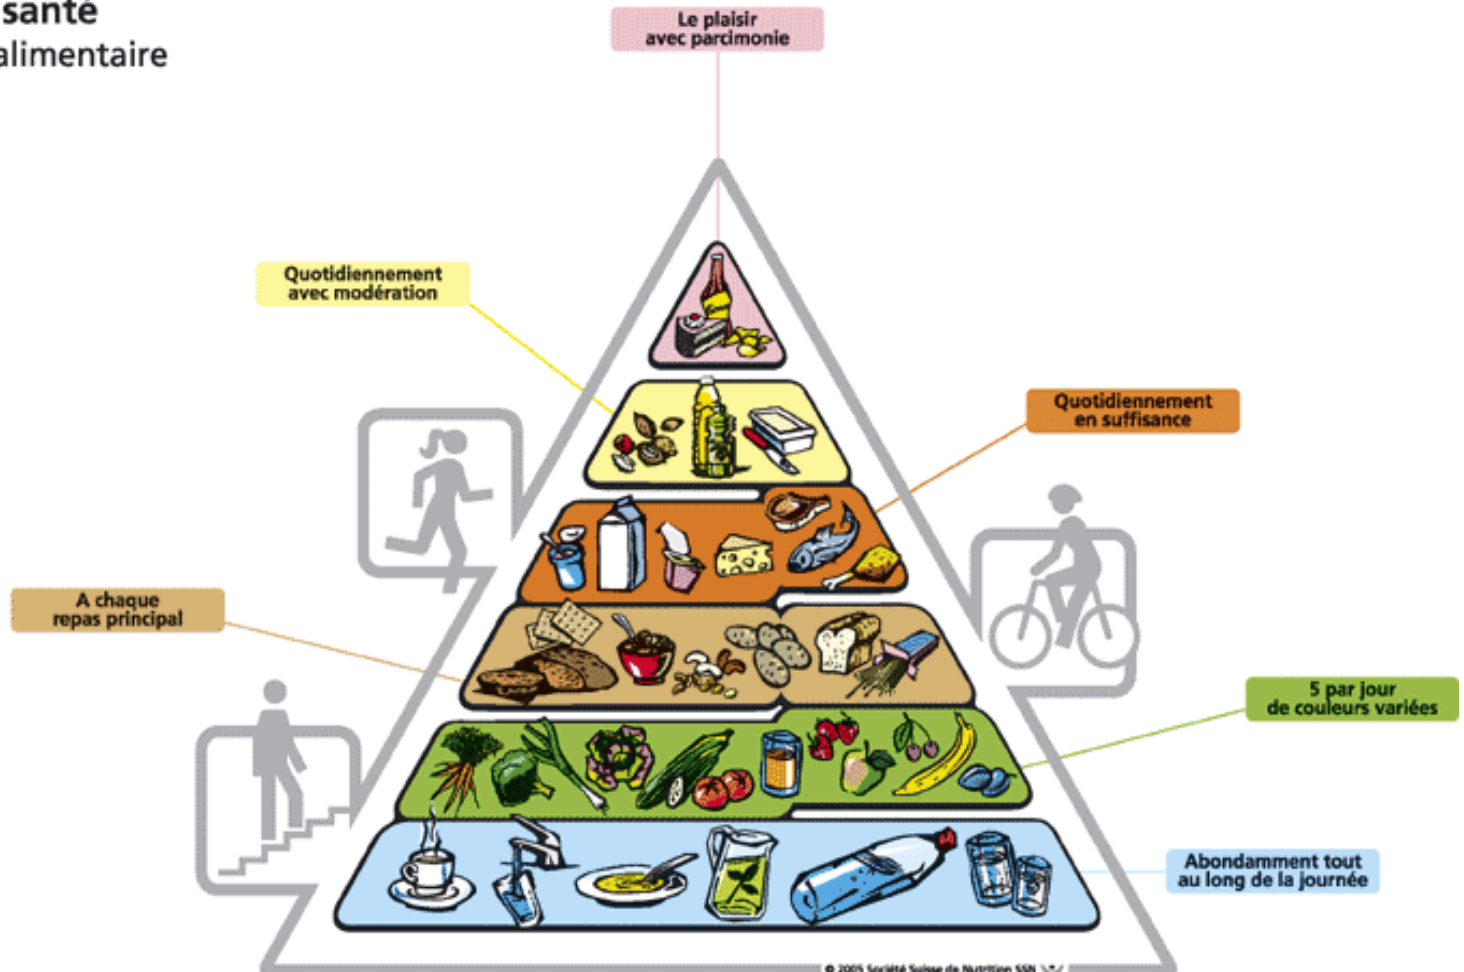 santé
alimentaire
Le plaisir
avec parcimonie
Quotidiennement
avec modération
Quotidiennement
en suffisance
A chaque
repas principal
5 par jour
de couleurs variées
Abondamment tout
au long de la journée
© 2005 Société Suisse de Nutrition SSN